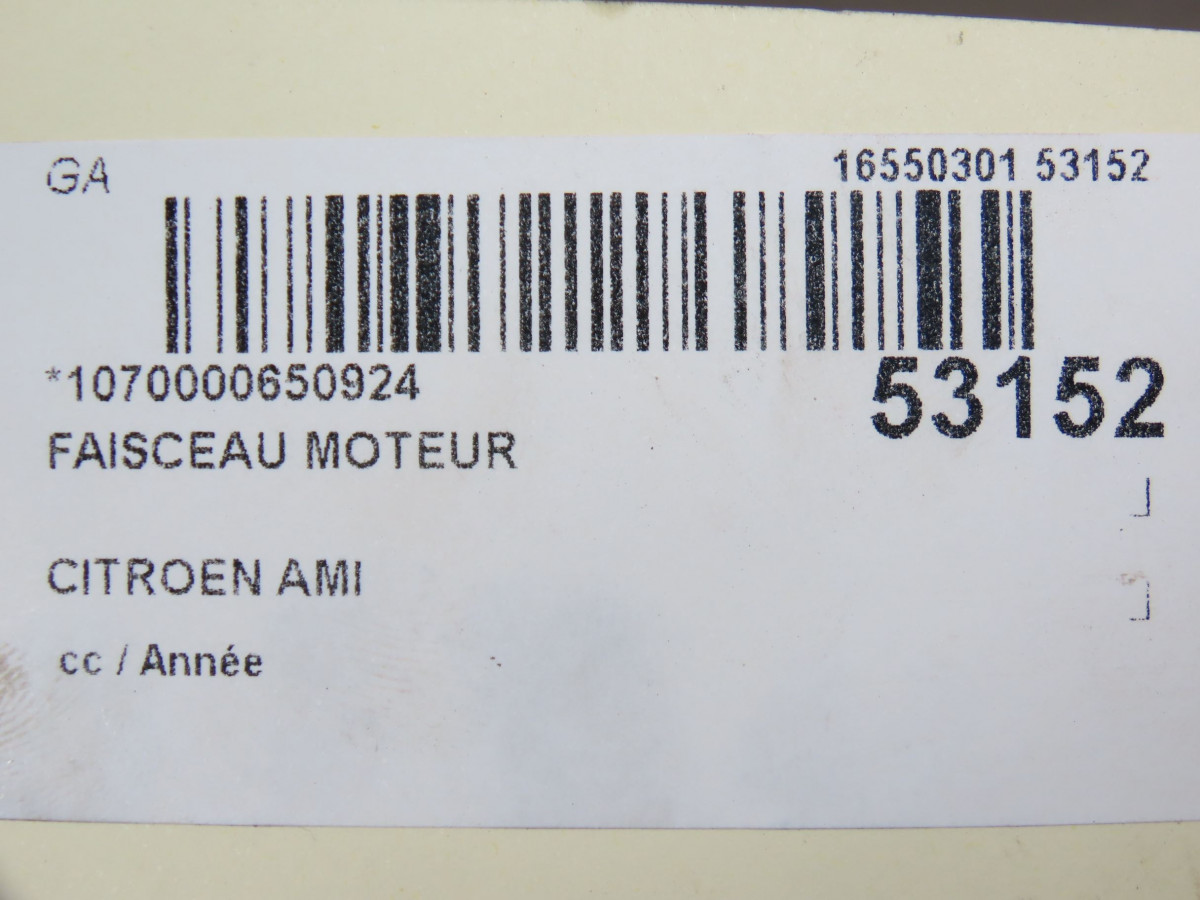 GA
16550301 53152
*1070000650924
53152
FAISCEAU MOTEUR
CITROEN AMI
cc / Année